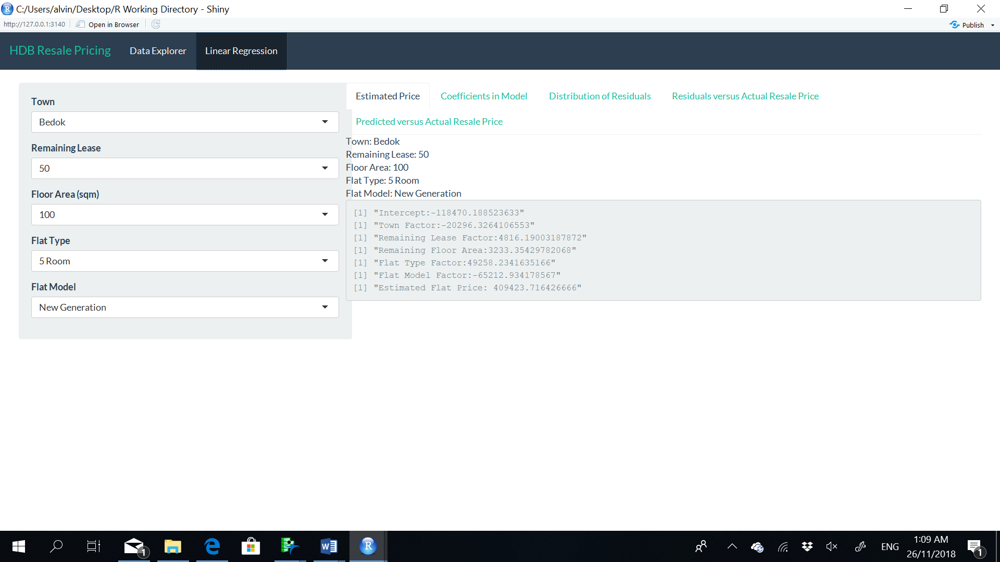 C:/Users/alvin/Desktop/R Working Directory - Shiny
http://127.0.0.1:3140 Open in Browser Publish
HDB Resale Pricing Data Explorer Linear Regression
Town
Bedok
Remaining Lease
50
Floor Area (sqm)
100
Flat Type
5 Room
Flat Model
New Generation
Estimated Price Coefficients in Model Distribution of Residuals Residuals versus Actual Resale Price
Predicted versus Actual Resale Price
Town: Bedok
Remaining Lease: 50
Floor Area: 100
Flat Type: 5 Room
Flat Model: New Generation
[1] "Intercept:-118470.188523633"
[1] "Town Factor:-20296.3264106553"
[1] "Remaining Lease Factor:4816.19003187872"
[1] "Remaining Floor Area:3233.35429782068"
[1] "Flat Type Factor:49258.2341635166"
[1] "Flat Model Factor:-65212.934178567"
[1] "Estimated Flat Price: 409423.716426666"
1 W R ENG 1:09 AM 1
26/11/2018